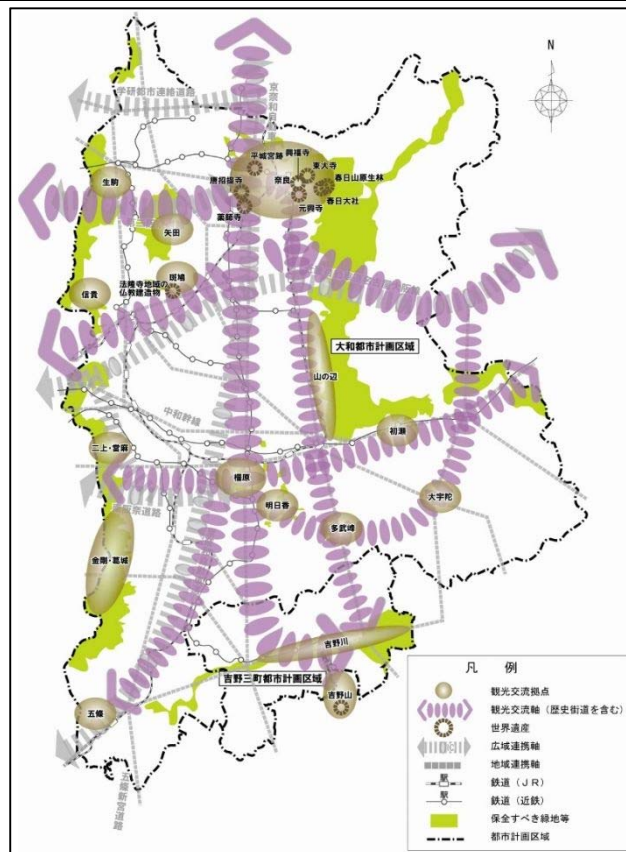 N
学研都市連絡道路
京奈和自動車
平城宮跡
興福寺
東大寺
唐招提寺
奈良
春日山原生林
生駒
元興寺
春日大社
薬師寺
矢田
斑鳩
信貴
法隆寺地域の
仏教建造物
大和都市計画区域
山の辺
中和幹線
初瀬
二上・當麻
橿原
大宇陀
明日香
多武峰
金剛・葛城
吉野川
吉野三町都市計画区域
吉野山
五條
五條新宮道路
凡 例
観光交流拠点
観光交流軸（歴史街道を含む）
世界遺産
広域連携軸
地域連携軸
駅
鉄道（ＪＲ）
駅
鉄道（近鉄）
保全すべき緑地等
都市計画区域